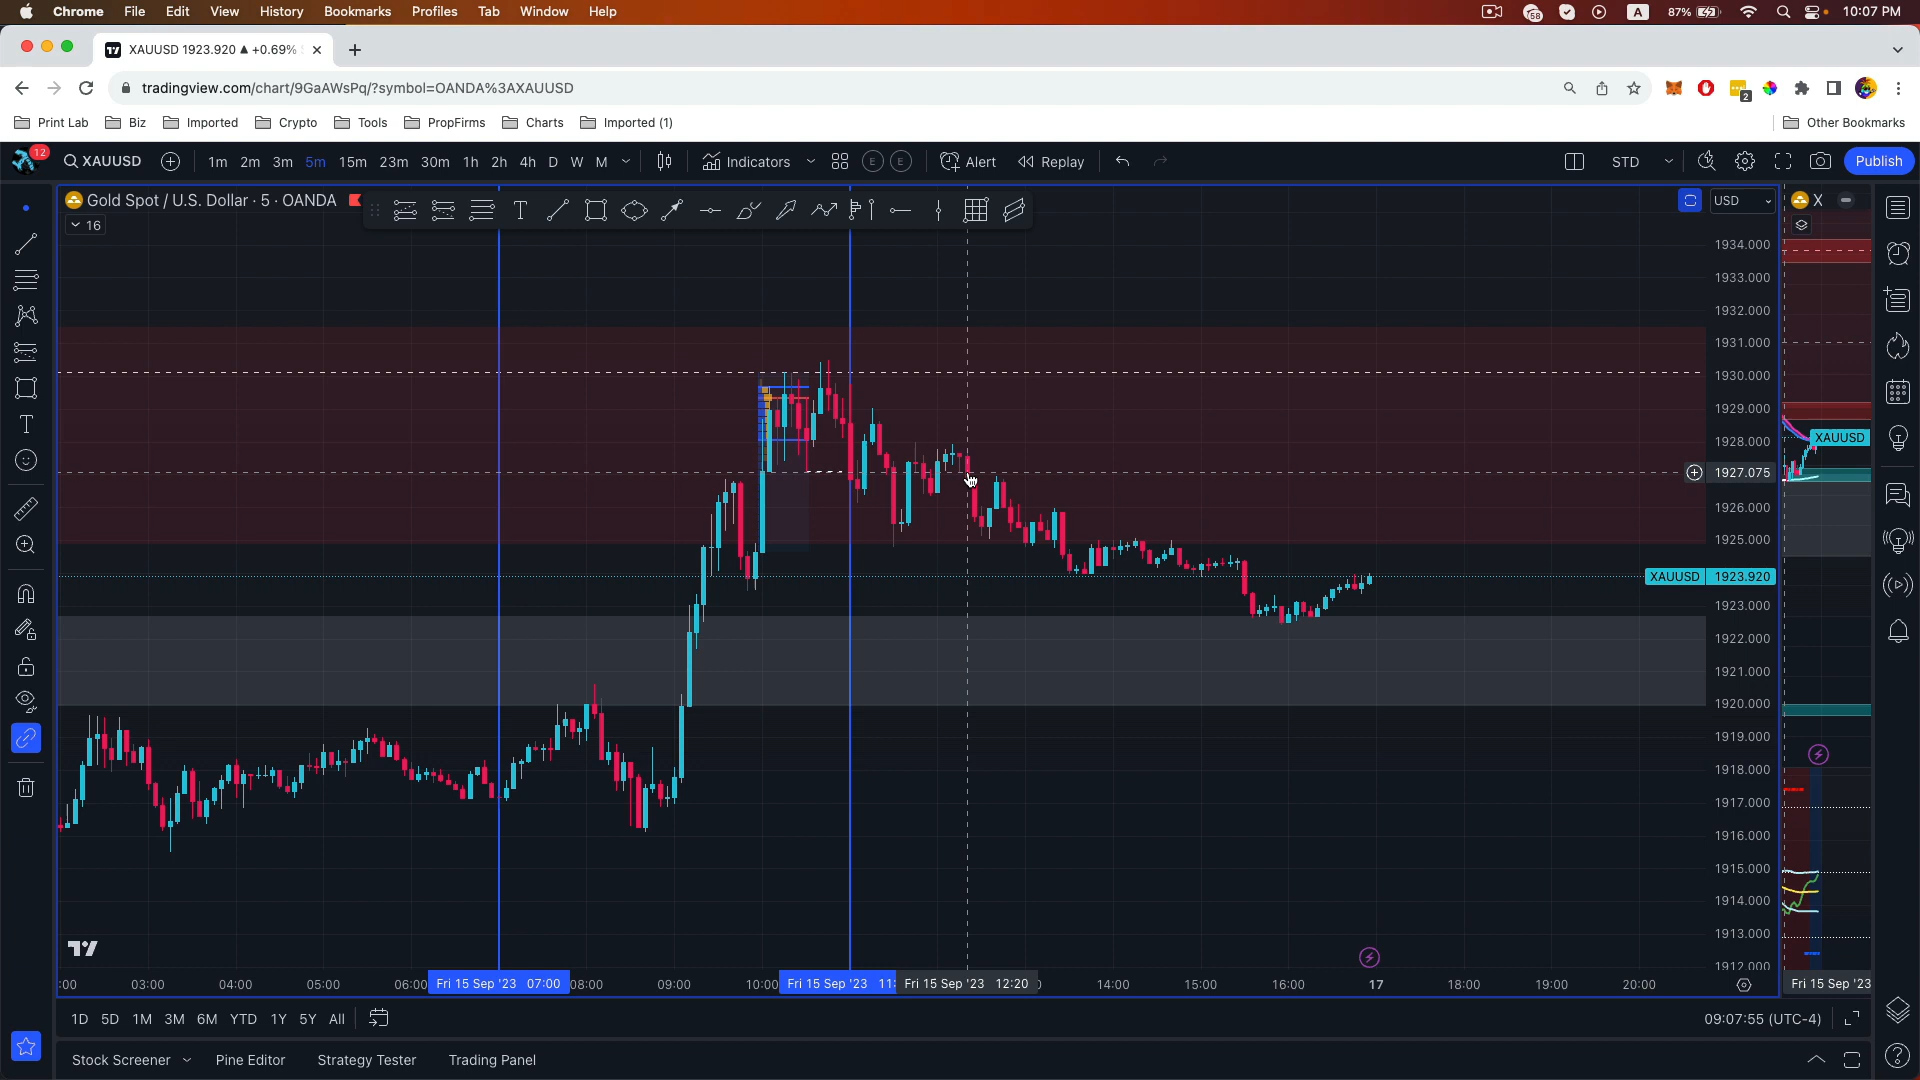 Chrome File Edit View History Bookmarks Profiles Tab Window Help 58 A 87% 10:07 PM
XAUUSD 1923.920 ▲ +0.69%
tradingview.com/chart/9GaAWsPq/?symbol=OANDA%3AXAUUSD 2
Print Lab Biz Imported Crypto Tools PropFirms Charts Imported (1) Other Bookmarks
12 XAUUSD 1m 2m 3m 5m 15m 23m 30m 1h 2h 4h D W M Indicators E E Alert Replay STD Publish
Gold Spot / U.S. Dollar · 5 · OANDA T USD X
16
1934.000
1933.000
1932.000
1931.000
1930.000
1929.000
1928.000
XAUUSD
1927.075
1926.000
1925.000
XAUUSD 1923.920
1923.000
1922.000
1921.000
1920.000
1919.000
1918.000
1917.000
1916.000
1915.000
1914.000
1913.000
1912.000
:00 03:00 04:00 05:00 06:00 Fri 15 Sep '23 07:00 08:00 09:00 10:00 Fri 15 Sep '23 11: Fri 15 Sep '23 12:20 14:00 15:00 16:00 17 18:00 19:00 20:00 Fri 15 Sep '23
1D 5D 1M 3M 6M YTD 1Y 5Y All 09:07:55 (UTC-4)
Stock Screener Pine Editor Strategy Tester Trading Panel